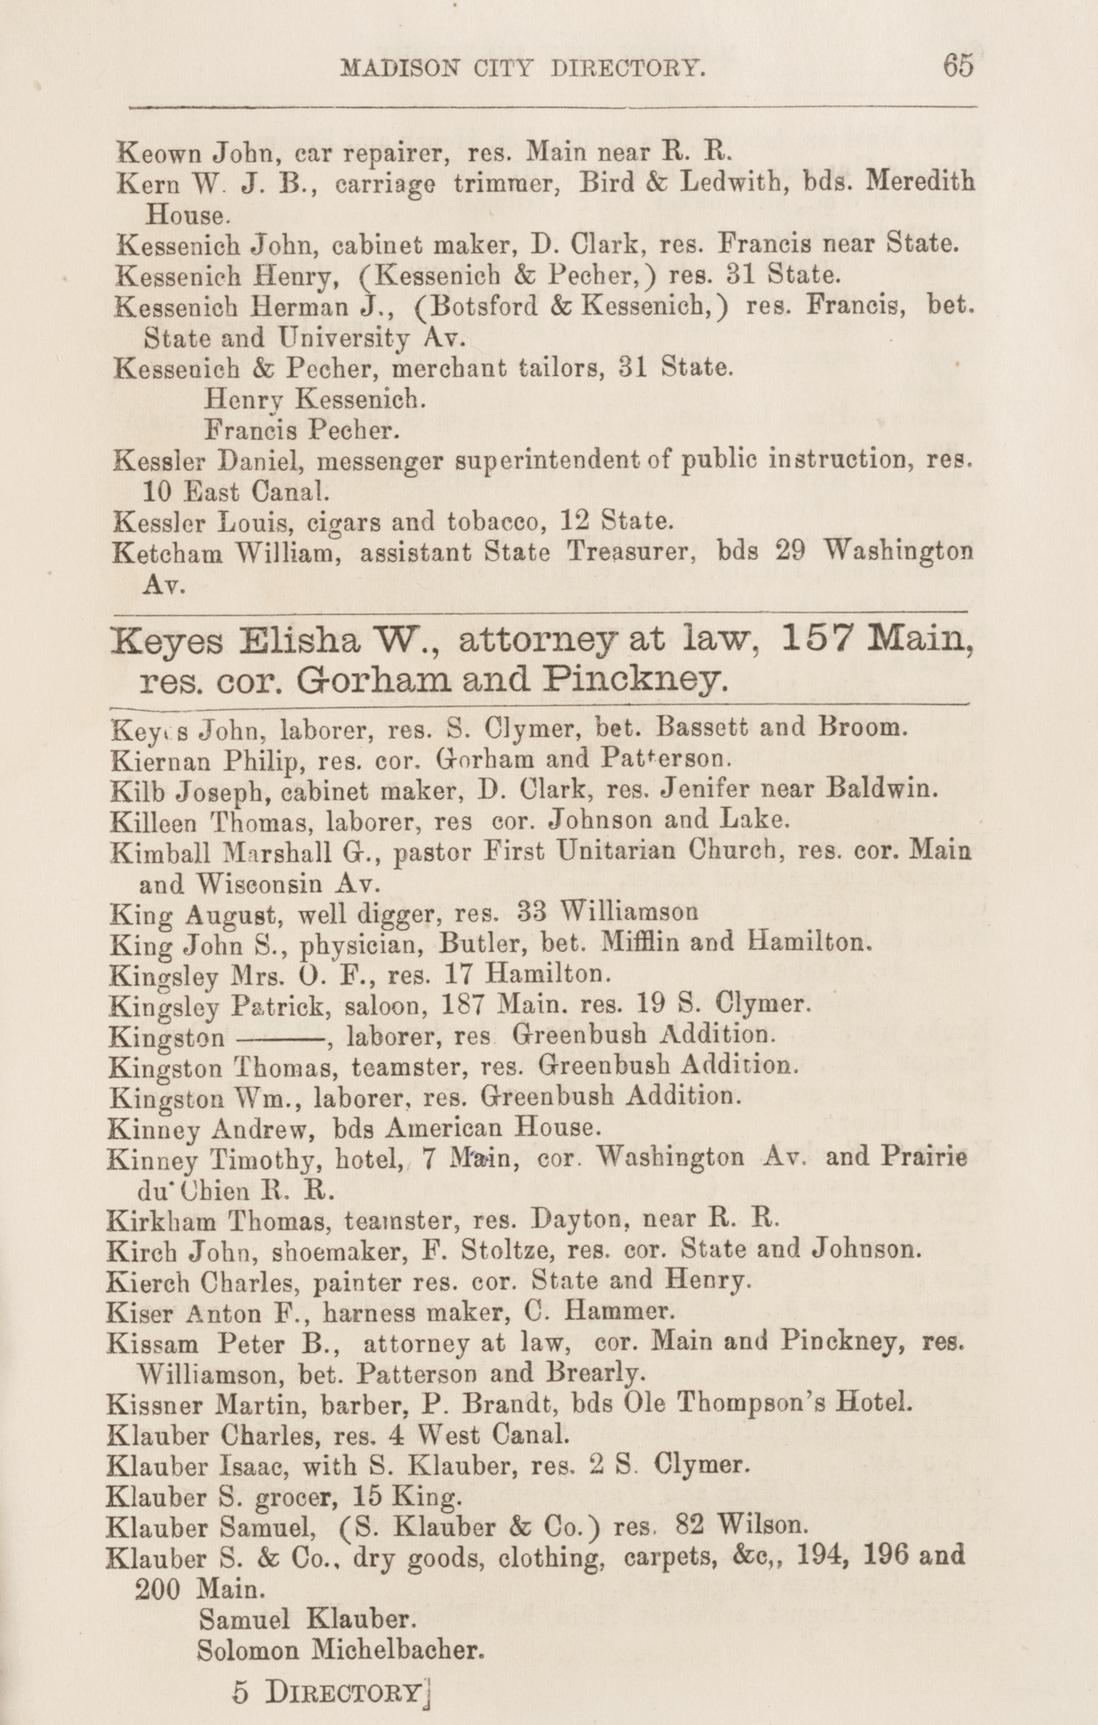 MADISON CITY DIRECTORY. 65
Keown John, car repairer, res. Main near R. R.
Kern W. J. B., carriage trimmer, Bird & Ledwith, bds. Meredith
House.
Kessenich John, cabinet maker, D. Clark, res. Francis near State.
Kessenich Henry, (Kessenich & Pecher,) res. 31 State.
Kessenich Herman J., (Botsford & Kessenich,) res. Francis, bet.
State and University Av.
Kessenich & Pecher, merchant tailors, 31 State.
Henry Kessenich.
Francis Pecher.
Kessler Daniel, messenger superintendent of public instruction, res.
10 East Canal.
Kessler Louis, cigars and tobacco, 12 State.
Ketcham William, assistant State Treasurer, bds 29 Washington
Av.
Keyes Elisha W., attorney at law, 157 Main,
res. cor. Gorham and Pinckney.
Keyes John, laborer, res. S. Clymer, bet. Bassett and Broom.
Kiernan Philip, res. cor. Gorham and Patterson.
Kilb Joseph, cabinet maker, D. Clark, res. Jenifer near Baldwin.
Killeen Thomas, laborer, res cor. Johnson and Lake.
Kimball Marshall G., pastor First Unitarian Church, res. cor. Main
and Wisconsin Av.
King August, well digger, res. 33 Williamson
King John S., physician, Butler, bet. Mifflin and Hamilton.
Kingsley Mrs. O. F., res. 17 Hamilton.
Kingsley Patrick, saloon, 187 Main. res. 19 S. Clymer.
Kingston ———, laborer, res Greenbush Addition.
Kingston Thomas, teamster, res. Greenbush Addition.
Kingston Wm., laborer, res. Greenbush Addition.
Kinney Andrew, bds American House.
Kinney Timothy, hotel, 7 Main, cor. Washington Av. and Prairie
du Chien R. R.
Kirkham Thomas, teamster, res. Dayton, near R. R.
Kirch John, shoemaker, F. Stoltze, res. cor. State and Johnson.
Kierch Charles, painter res. cor. State and Henry.
Kiser Anton F., harness maker, C. Hammer.
Kissam Peter B., attorney at law, cor. Main and Pinckney, res.
Williamson, bet. Patterson and Brearly.
Kissner Martin, barber, P. Brandt, bds Ole Thompson's Hotel.
Klauber Charles, res. 4 West Canal.
Klauber Isaac, with S. Klauber, res. 2 S. Clymer.
Klauber S. grocer, 15 King.
Klauber Samuel, (S. Klauber & Co.) res. 82 Wilson.
Klauber S. & Co., dry goods, clothing, carpets, &c,, 194, 196 and
200 Main.
Samuel Klauber.
Solomon Michelbacher.
5 DIRECTORY]